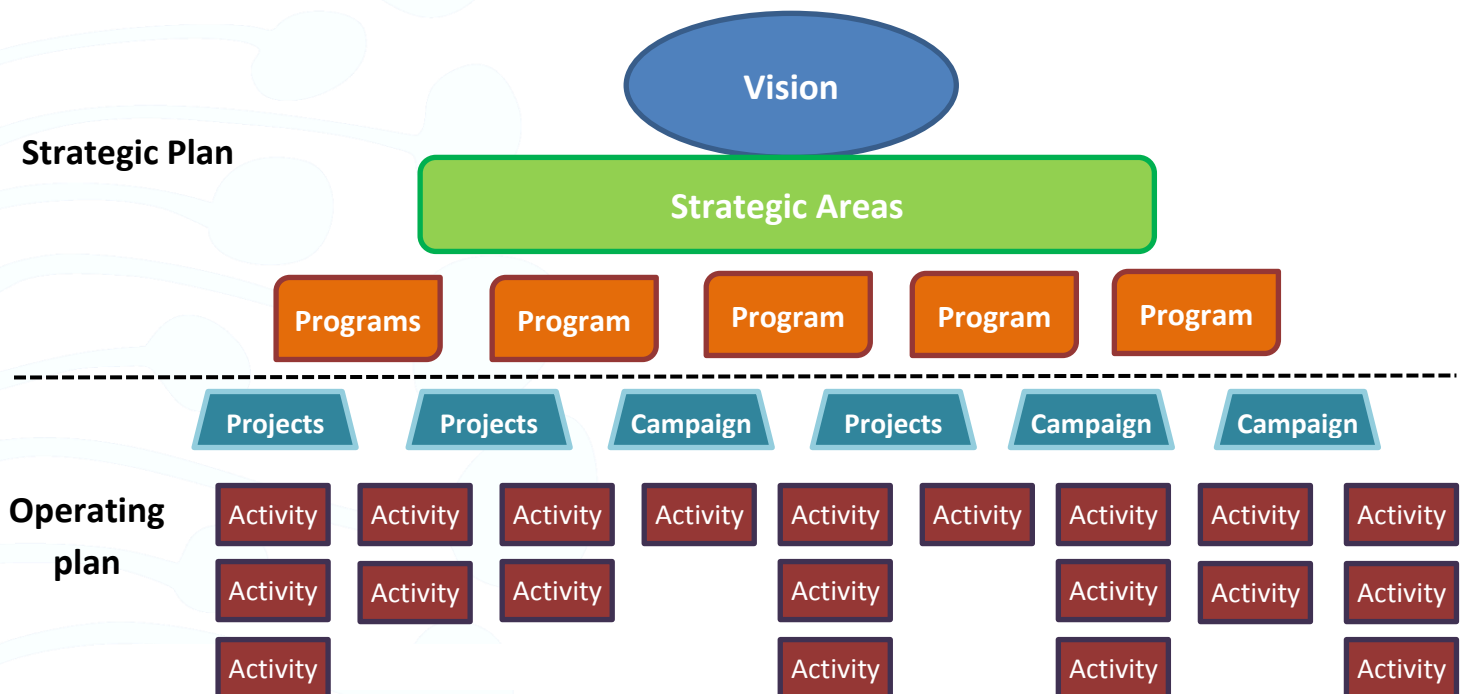 Vision
Strategic Plan
Strategic Areas
Programs Program Program Program Program
Projects Projects Campaign Projects Campaign Campaign
Operating
plan
Activity Activity Activity Activity Activity Activity Activity Activity Activity
Activity Activity Activity Activity Activity Activity Activity
Activity Activity Activity Activity